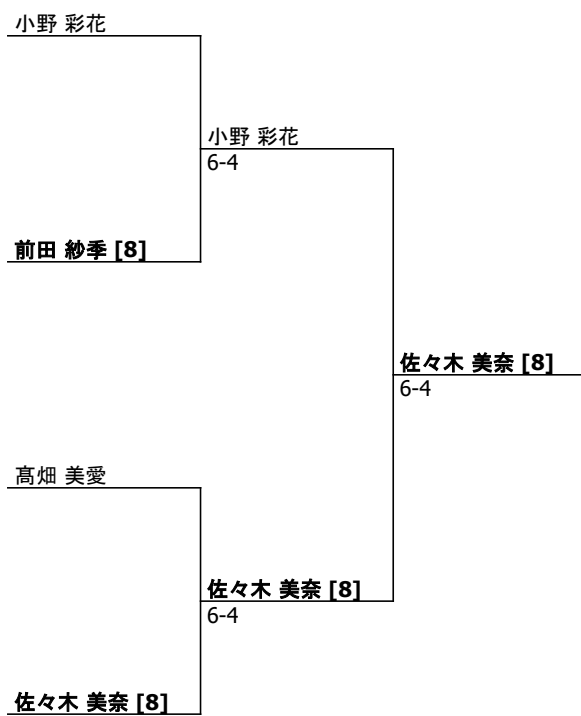 小野 彩花
小野 彩花
6-4
前田 紗季 [8]
佐々木 美奈 [8]
6-4
髙畑 美愛
佐々木 美奈 [8]
6-4
佐々木 美奈 [8]